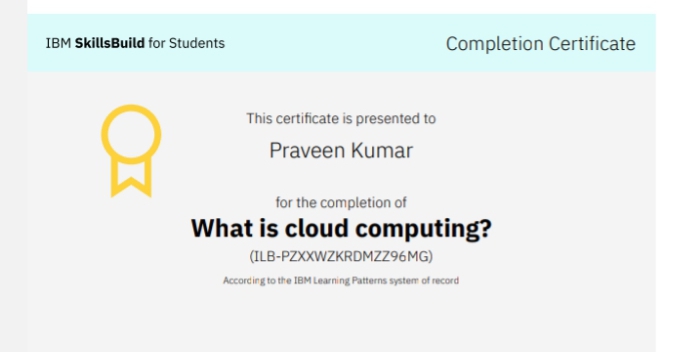 IBM SkillsBuild for Students
Completion Certificate
This certificate is presented to
Praveen Kumar
for the completion of
What is cloud computing?
(ILB-PZXXWZKRDMZZ96MG)
According to the IBM Learning Patterns system of record